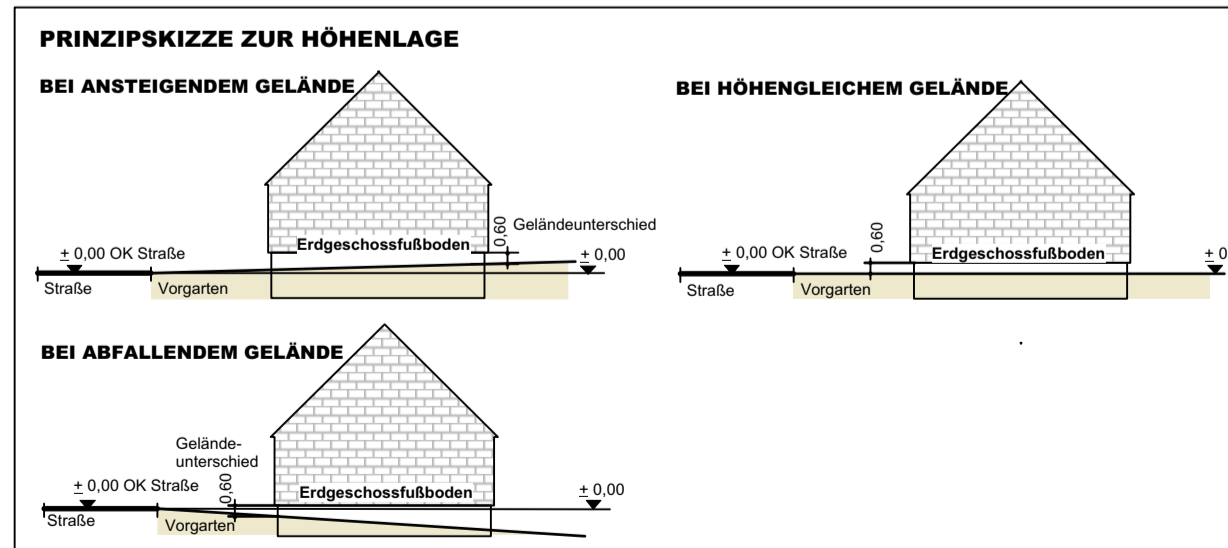 PRINZIPSKIZZE ZUR HÖHENLAGE
BEI ANSTEIGENDEM GELÄNDE
0,60
Geländeunterschied
Erdgeschossfußboden
± 0,00 OK Straße
± 0,00
Straße
Vorgarten
BEI HÖHENGLEICHEM GELÄNDE
0,60
Erdgeschossfußboden
± 0,00 OK Straße
± 0
Straße
Vorgarten
BEI ABFALLENDEM GELÄNDE
Gelände-
unterschied
0,60
± 0,00 OK Straße
Erdgeschossfußboden
± 0,00
Straße
Vorgarten